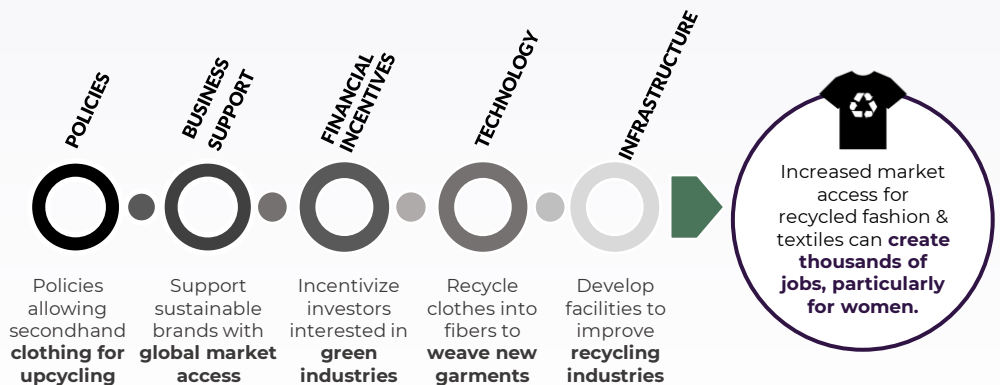 POLICIES
BUSINESS
SUPPORT
FINANCIAL
INCENTIVES
TECHNOLOGY
INFRASTRUCTURE
Policies
allowing
secondhand
clothing for
upcycling
Support
sustainable
brands with
global market
access
Incentivize
investors
interested in
green
industries
Recycle
clothes into
fibers to
weave new
garments
Develop
facilities to
improve
recycling
industries
Increased market
access for
recycled fashion &
textiles can create
thousands of
jobs, particularly
for women.